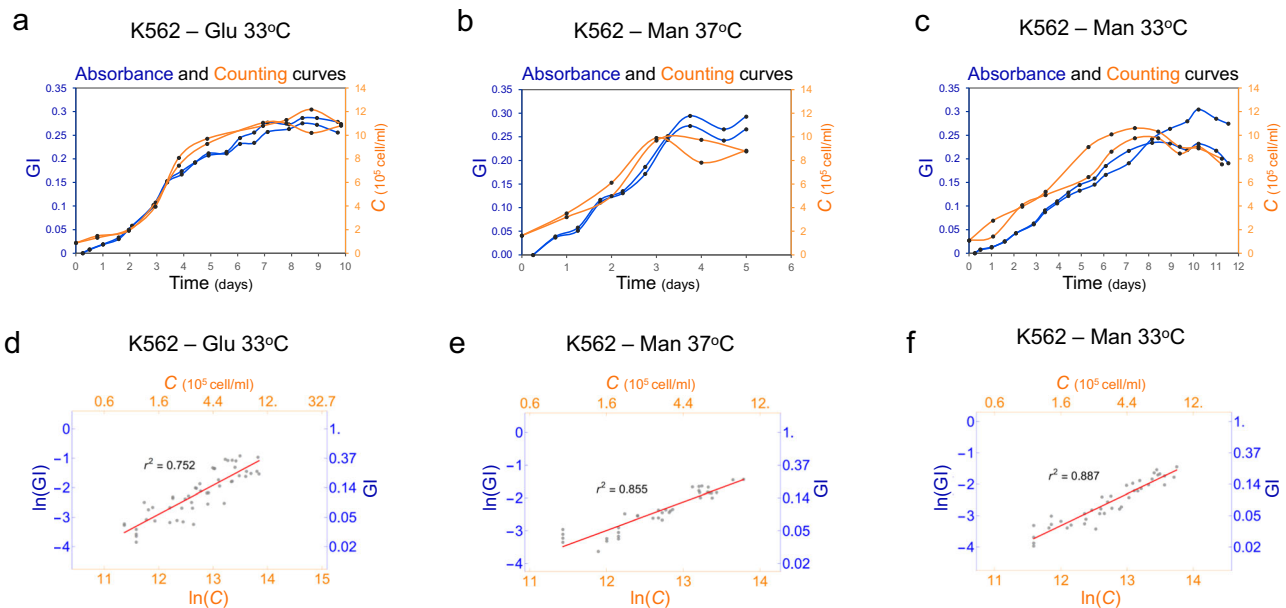 a
K562 – Glu 33°C
Absorbance and Counting curves
0.35
0.3
0.25
0.2
0.15
0.1
0.05
0
GI
14
12
10
8
6
4
2
0
C (10⁵ cell/ml)
0 1 2 3 4 5 6 7 8 9 10
Time (days)
b
K562 – Man 37°C
Absorbance and Counting curves
0.35
0.3
0.25
0.2
0.15
0.1
0.05
0.00
GI
14
12
10
8
6
4
2
0
C (10⁵ cell/ml)
0 1 2 3 4 5 6
Time (days)
c
K562 – Man 33°C
Absorbance and Counting curves
0.35
0.3
0.25
0.2
0.15
0.1
0.05
0
GI
14
12
10
8
6
4
2
0
C (10⁵ cell/ml)
0 1 2 3 4 5 6 7 8 9 10 11 12
Time (days)
d
K562 – Glu 33°C
C (10⁵ cell/ml)
0.6 1.6 4.4 12. 32.7
0
−1
−2
−3
−4
ln(GI)
r² = 0.752
1.
0.37
0.14
0.05
0.02
GI
11 12 13 14 15
ln(C)
e
K562 – Man 37°C
C (10⁵ cell/ml)
0.6 1.6 4.4 12.
0
−1
−2
−3
−4
ln(GI)
r² = 0.855
1.
0.37
0.14
0.05
0.02
GI
11 12 13 14
ln(C)
f
K562 – Man 33°C
C (10⁵ cell/ml)
0.6 1.6 4.4 12.
0
−1
−2
−3
−4
ln(GI)
r² = 0.887
1.
0.37
0.14
0.05
0.02
GI
11 12 13 14
ln(C)